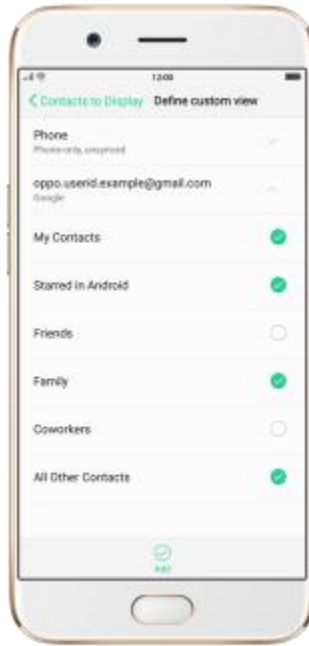 12:00
Contacts to Display Define custom view
Phone
Phone-only, unsynced
oppo.userid.example@gmail.com
Google
My Contacts
Starred in Android
Friends
Family
Coworkers
All Other Contacts